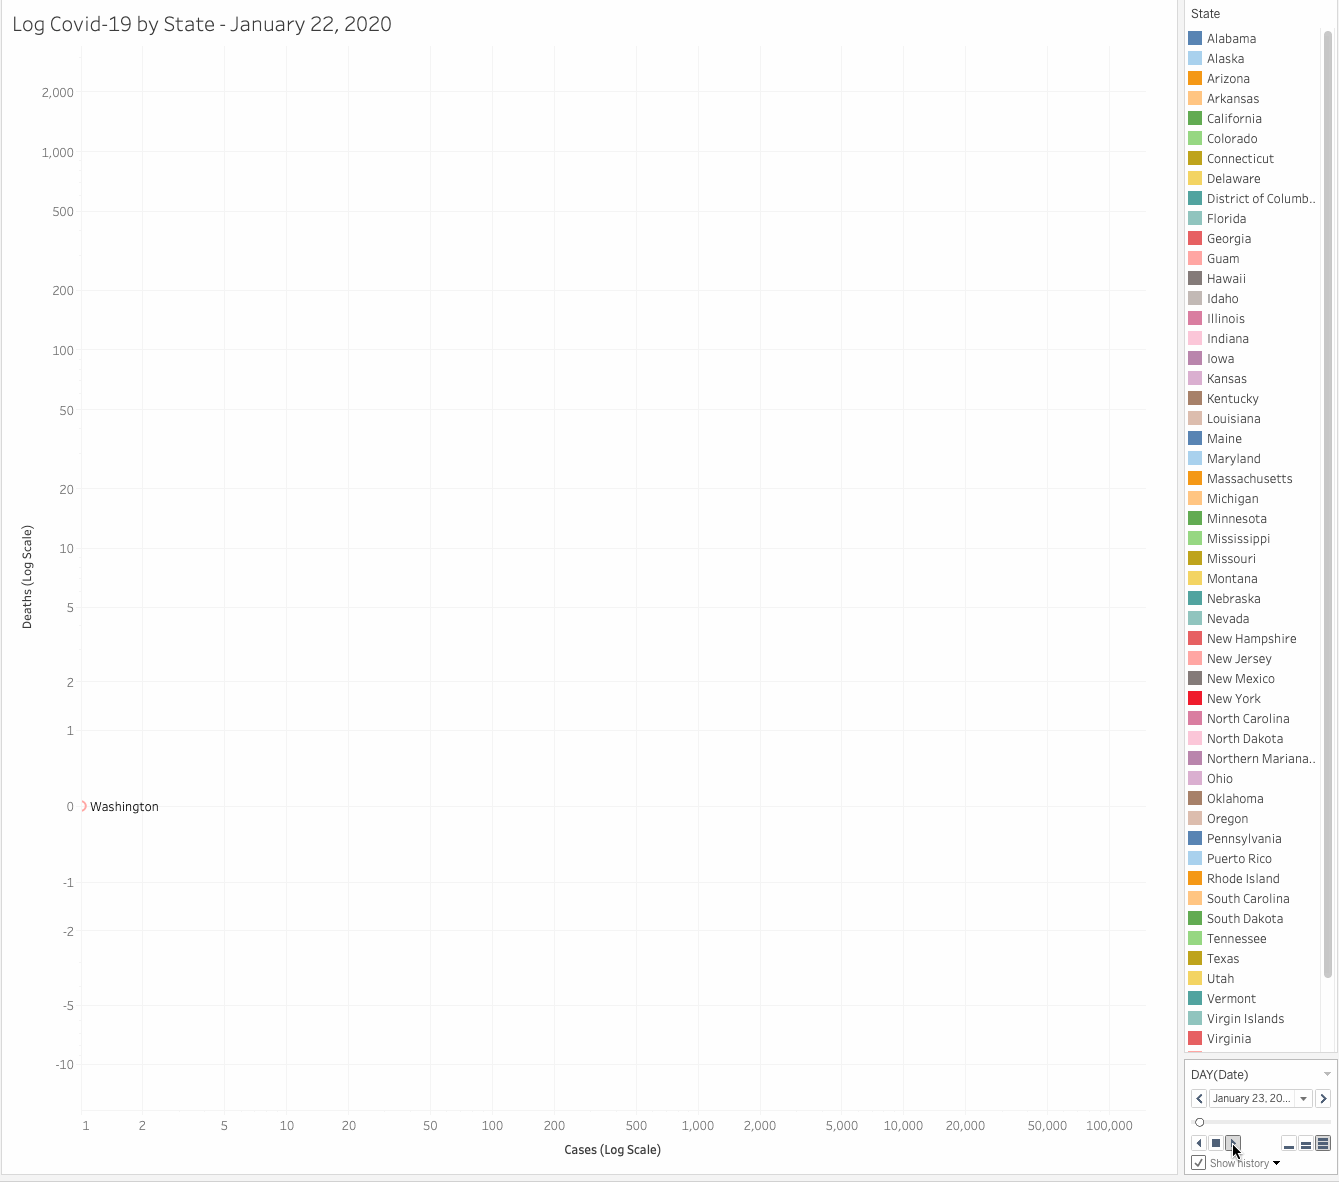 Log Covid-19 by State - January 22, 2020
2,000
1,000
500
200
100
50
20
10
5
2
1
0
-1
-2
-5
-10
Deaths (Log Scale)
Washington
1 2 5 10 20 50 100 200 500 1,000 2,000 5,000 10,000 20,000 50,000 100,000
Cases (Log Scale)
State
Alabama
Alaska
Arizona
Arkansas
California
Colorado
Connecticut
Delaware
District of Columb..
Florida
Georgia
Guam
Hawaii
Idaho
Illinois
Indiana
Iowa
Kansas
Kentucky
Louisiana
Maine
Maryland
Massachusetts
Michigan
Minnesota
Mississippi
Missouri
Montana
Nebraska
Nevada
New Hampshire
New Jersey
New Mexico
New York
North Carolina
North Dakota
Northern Mariana..
Ohio
Oklahoma
Oregon
Pennsylvania
Puerto Rico
Rhode Island
South Carolina
South Dakota
Tennessee
Texas
Utah
Vermont
Virgin Islands
Virginia
DAY(Date)
January 23, 20...
Show history